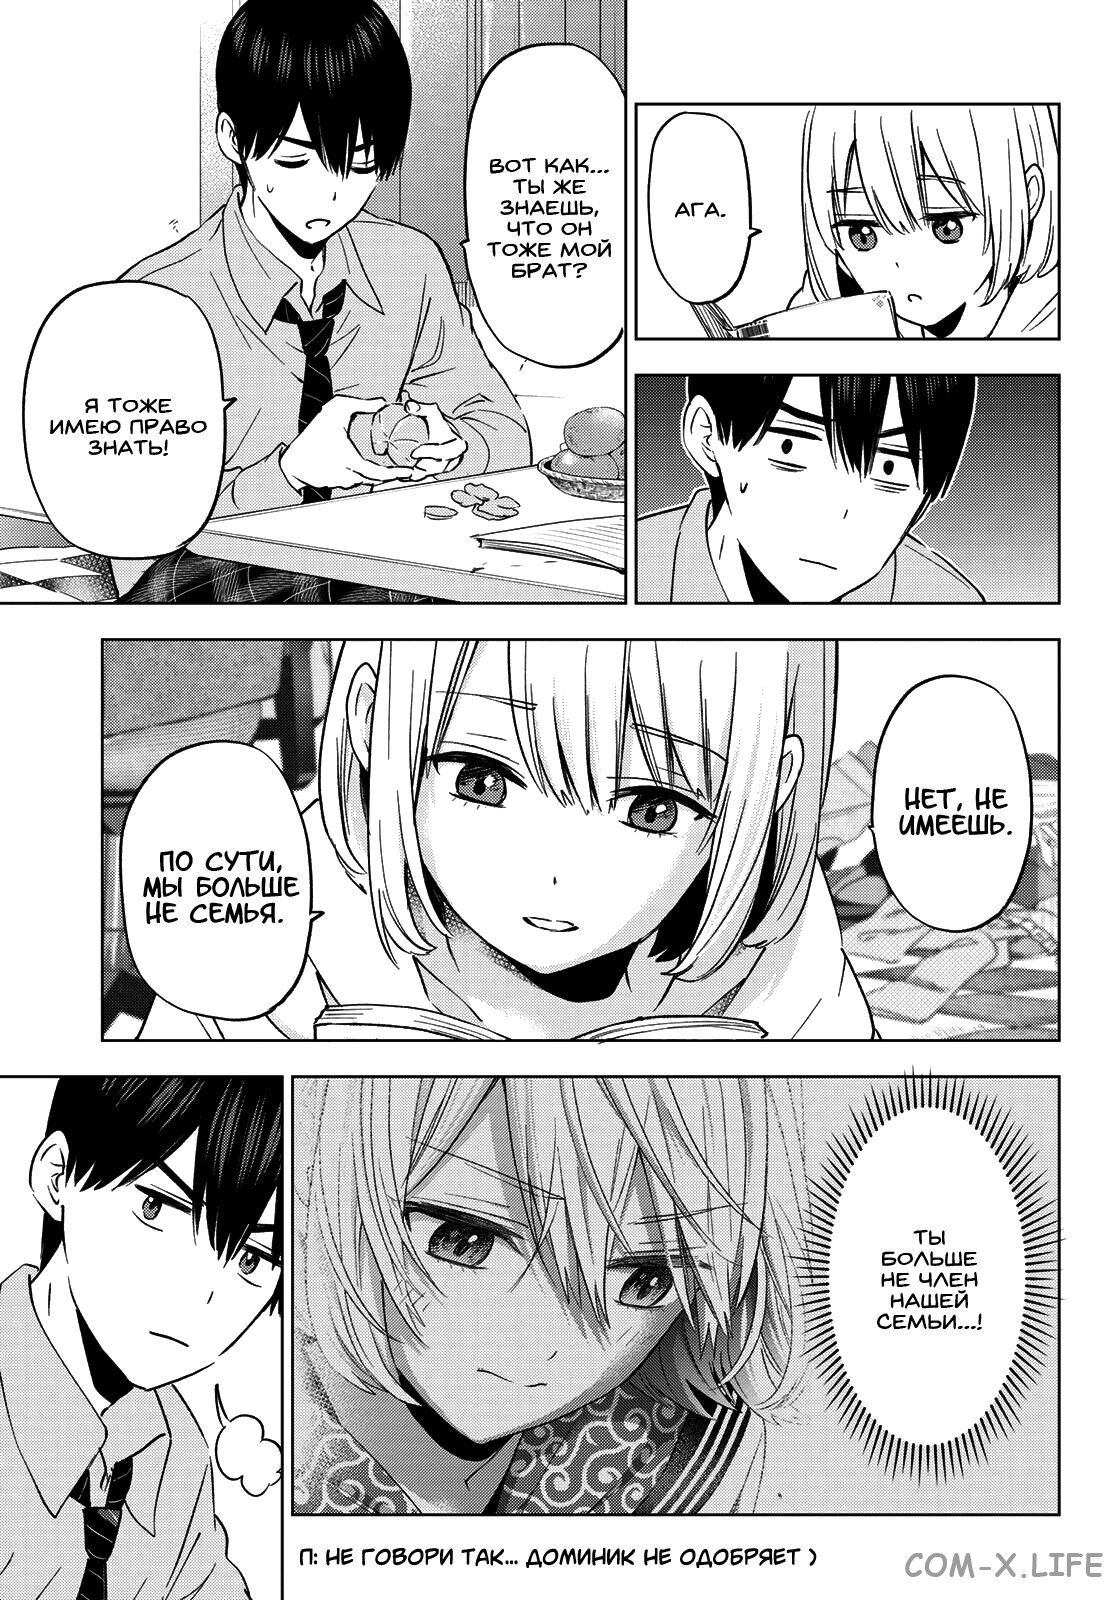 АГА.
ВОТ КАК...
ТЫ ЖЕ
ЗНАЕШЬ,
ЧТО ОН
ТОЖЕ МОЙ
БРАТ?
Я ТОЖЕ
ИМЕЮ ПРАВО
ЗНАТЬ!
НЕТ, НЕ
ИМЕЕШЬ.
ПО СУТИ,
МЫ БОЛЬШЕ
НЕ СЕМЬЯ.
ТЫ
БОЛЬШЕ
НЕ ЧЛЕН
НАШЕЙ
СЕМЬИ...!
П: НЕ ГОВОРИ ТАК... ДОМИНИК НЕ ОДОБРЯЕТ )
COM-X.LIFE